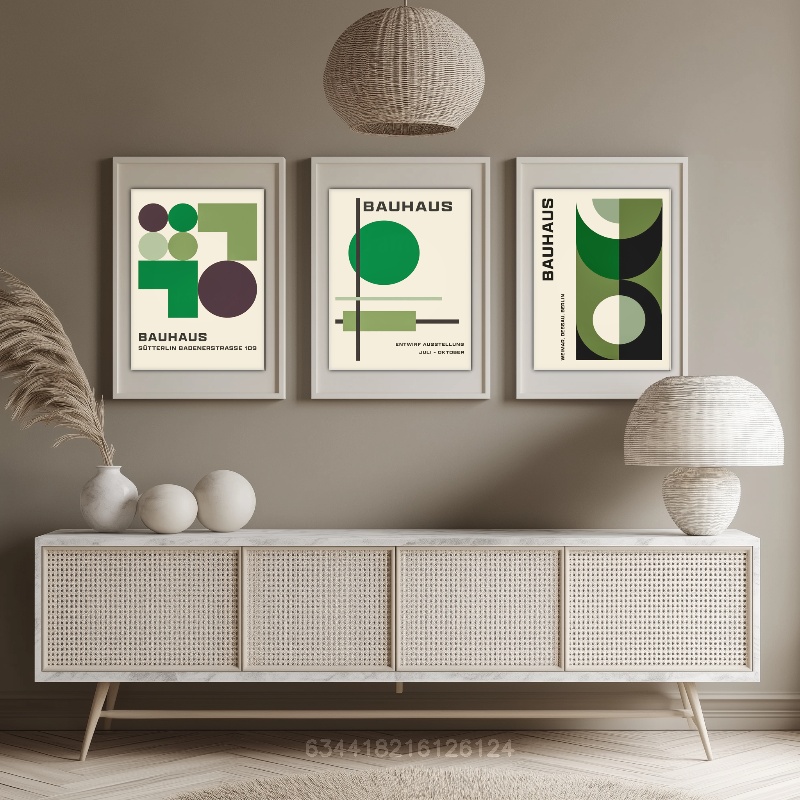 BAUHAUS
SÜTTERLIN BADENERSTRASSE 109
BAUHAUS
ENTWIRF AUSSTELLUNG
JULI - OKTOBER
BAUHAUS
WEIMAR, DESSAU, BERLIN
634418216126124